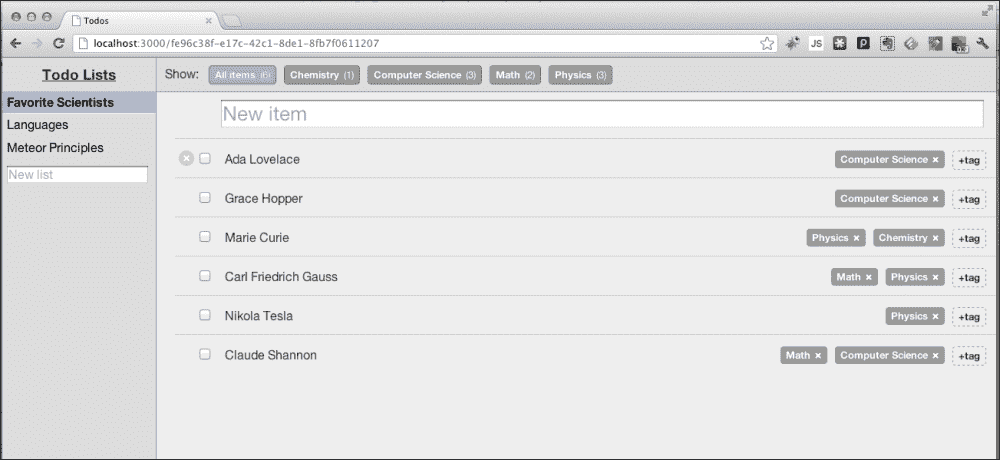 Todos
localhost:3000/fe96c38f-e17c-42c1-8de1-8fb7f0611207
JS
Todo Lists
Favorite Scientists
Languages
Meteor Principles
New list
Show: All items (6) Chemistry (1) Computer Science (3) Math (2) Physics (3)
New item
Ada Lovelace Computer Science × +tag
Grace Hopper Computer Science × +tag
Marie Curie Physics × Chemistry × +tag
Carl Friedrich Gauss Math × Physics × +tag
Nikola Tesla Physics × +tag
Claude Shannon Math × Computer Science × +tag